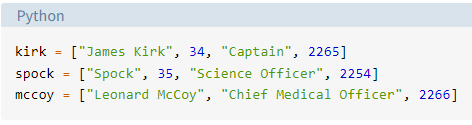 Python
kirk = ["James Kirk", 34, "Captain", 2265]
spock = ["Spock", 35, "Science Officer", 2254]
mccoy = ["Leonard McCoy", "Chief Medical Officer", 2266]